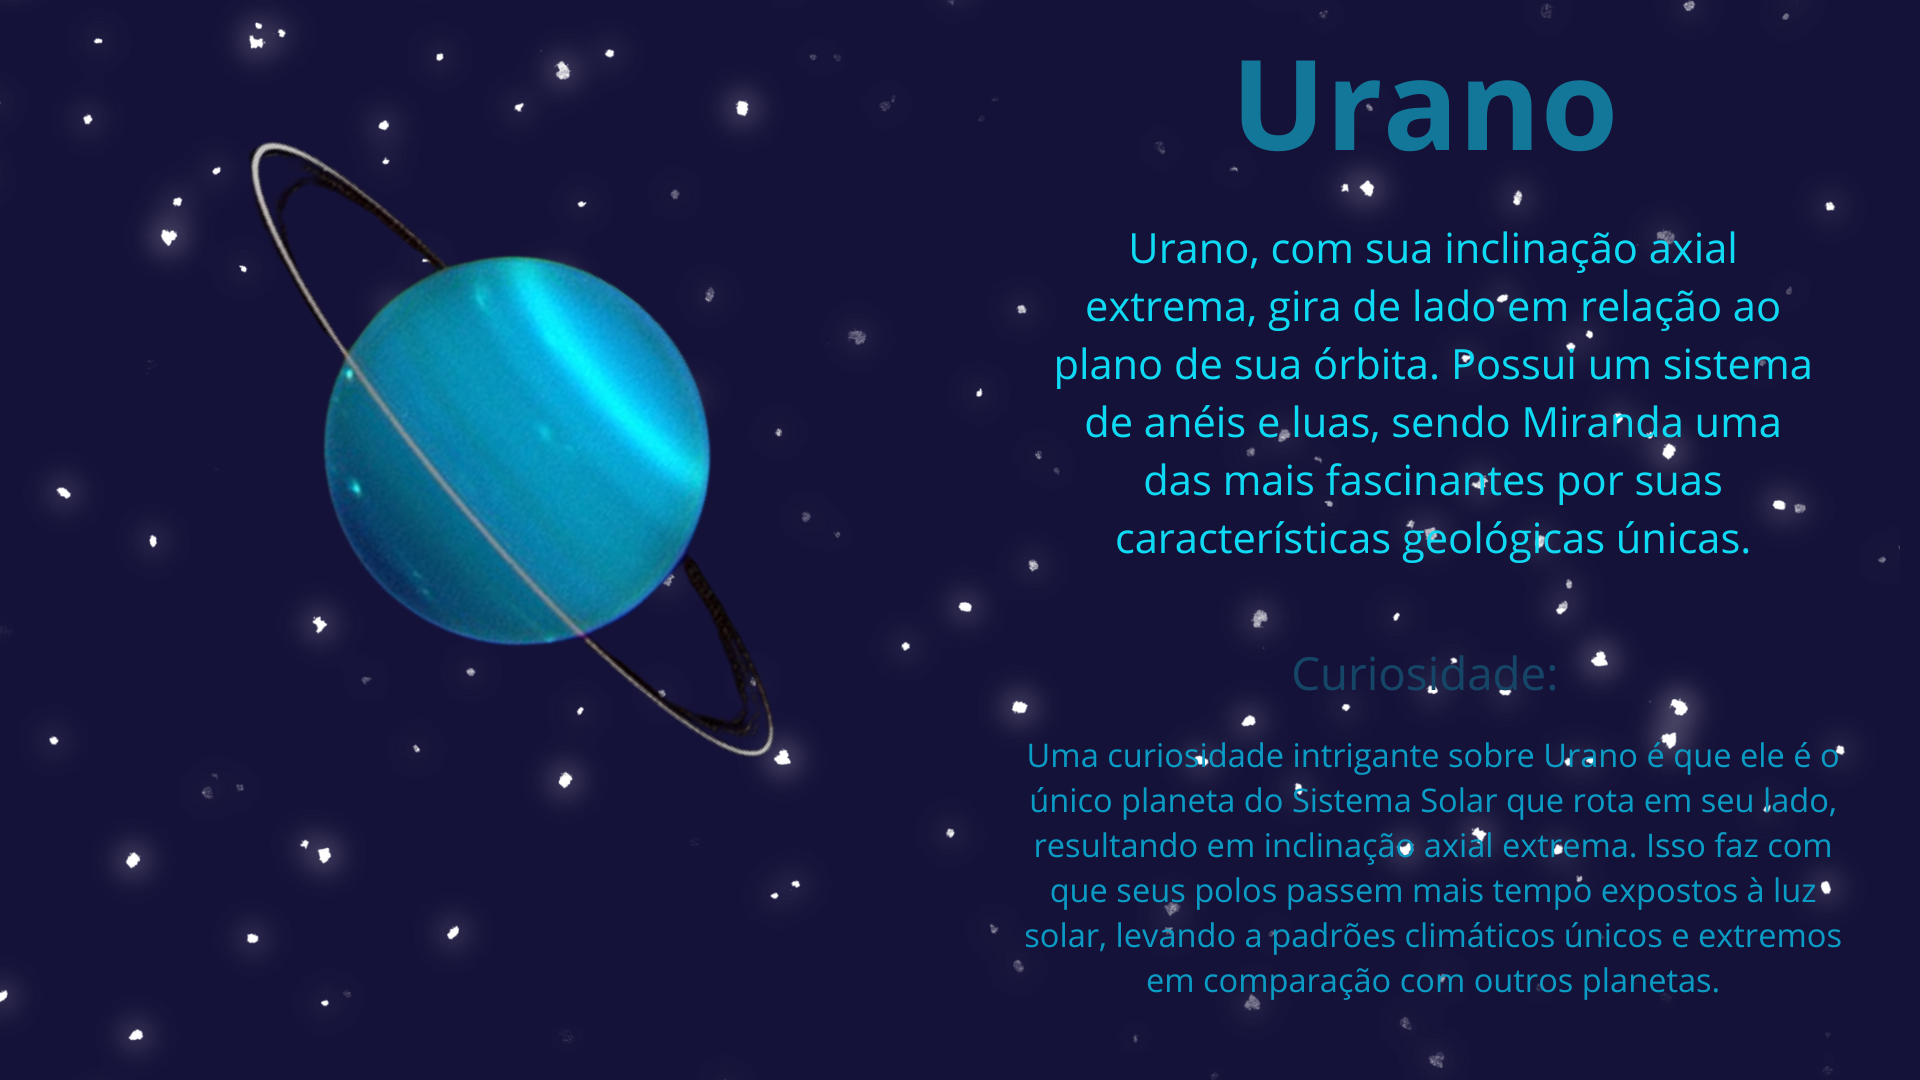 Urano
Urano, com sua inclinação axial
extrema, gira de lado em relação ao
plano de sua órbita. Possui um sistema
de anéis e luas, sendo Miranda uma
das mais fascinantes por suas
características geológicas únicas.
Curiosidade:
Uma curiosidade intrigante sobre Urano é que ele é o
único planeta do Sistema Solar que rota em seu lado,
resultando em inclinação axial extrema. Isso faz com
que seus polos passem mais tempo expostos à luz
solar, levando a padrões climáticos únicos e extremos
em comparação com outros planetas.